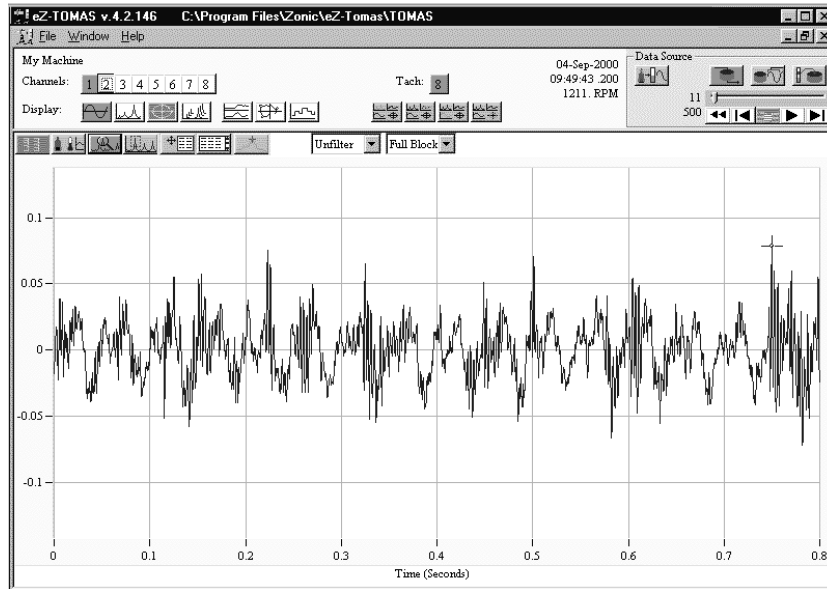 eZ-TOMAS v.4.2.146 C:\Program Files\Zonic\eZ-Tomas\TOMAS
File Window Help
My Machine
Channels: 1 2 3 4 5 6 7 8
Tach: 8
04-Sep-2000
09:49:43 .200
1211. RPM
Data Source
11
500
Display:
Unfilter
Full Block
0.1
0.05
0
-0.05
-0.1
0 0.1 0.2 0.3 0.4 0.5 0.6 0.7 0.8
Time (Seconds)